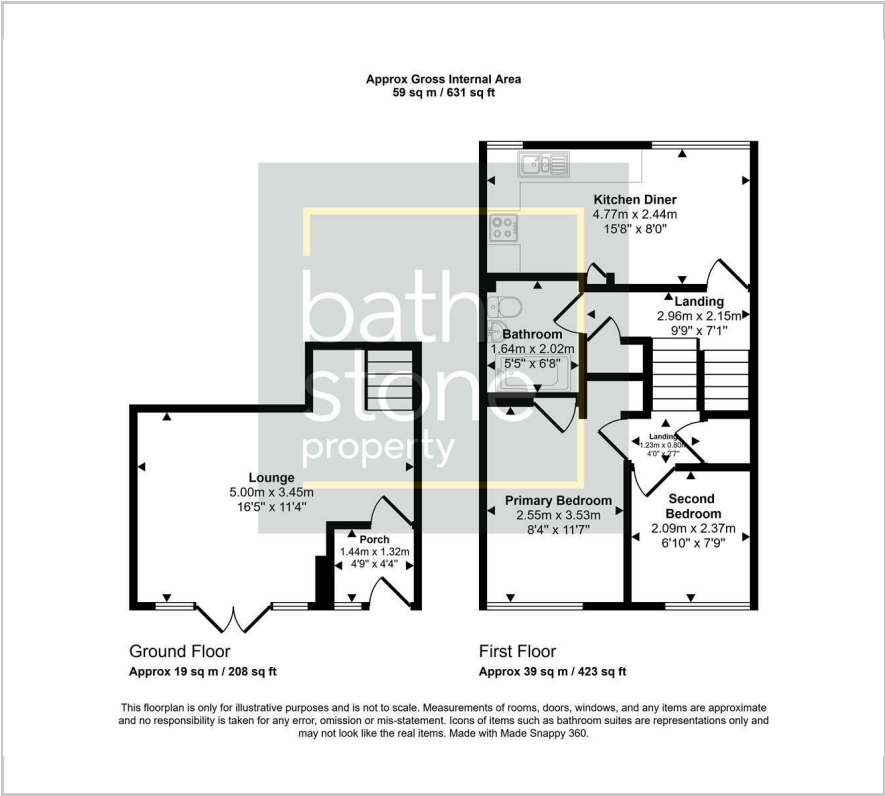 Approx Gross Internal Area
59 sq m / 631 sq ft
Kitchen Diner
4.77m x 2.44m
15'8" x 8'0"
Landing
2.96m x 2.15m
9'9" x 7'1"
Bathroom
1.64m x 2.02m
5'5" x 6'8"
bath
stone
property
Landing
1.23m x 0.80m
4'0" x 2'7"
Lounge
5.00m x 3.45m
16'5" x 11'4"
Primary Bedroom
2.55m x 3.53m
8'4" x 11'7"
Second
Bedroom
2.09m x 2.37m
6'10" x 7'9"
Porch
1.44m x 1.32m
4'9" x 4'4"
Ground Floor
Approx 19 sq m / 208 sq ft
First Floor
Approx 39 sq m / 423 sq ft
This floorplan is only for illustrative purposes and is not to scale. Measurements of rooms, doors, windows, and any items are approximate
and no responsibility is taken for any error, omission or mis-statement. Icons of items such as bathroom suites are representations only and
may not look like the real items. Made with Made Snappy 360.